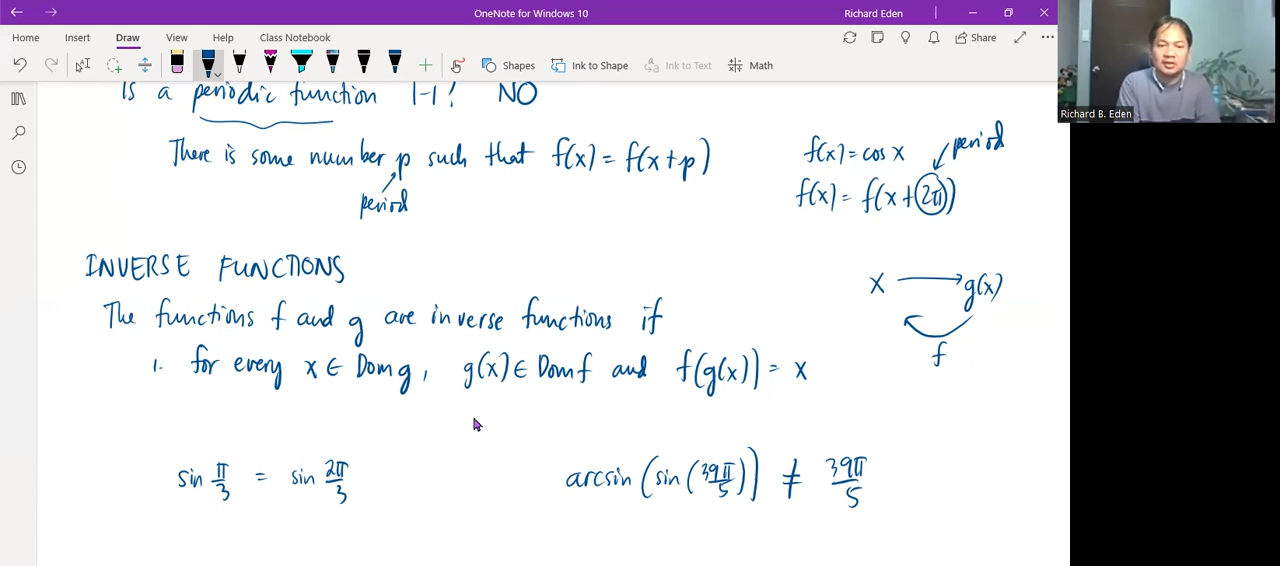 OneNote for Windows 10
Richard Eden
Home Insert Draw View Help Class Notebook
Share
Shapes Ink to Shape Ink to Text Math
Richard B. Eden
Is a periodic function 1-1? NO
There is some number p such that f(x) = f(x+p)
period
f(x) = cos x
period
f(x) = f(x+2π)
INVERSE FUNCTIONS
The functions f and g are inverse functions if
1. for every x ∈ Dom g, g(x) ∈ Dom f and f(g(x)) = x
x → g(x)
f
sin π/3 = sin 2π/3
arcsin(sin(39π/5)) ≠ 39π/5